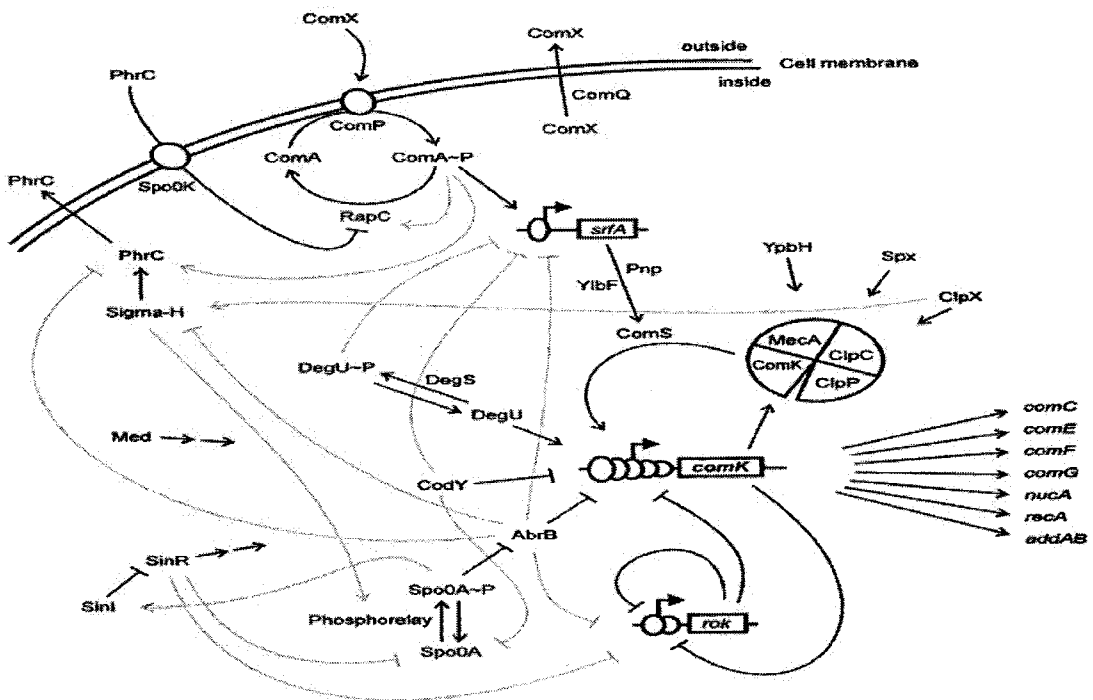 ComX
ComX
outside
Cell membrane
inside
PhrC
ComQ
ComP
ComX
ComA
ComA~P
PhrC
Spo0K
RapC
srfA
PhrC
YpbH
Spx
Pnp
YlbF
ClpX
Sigma-H
ComS
MecA
ClpC
ComK
ClpP
DegU~P
DegS
DegU
comC
comE
Med
comF
comK
comG
CodY
nucA
recA
AbrB
addAB
SinR
Spo0A~P
SinI
Phosphorelay
rok
Spo0A